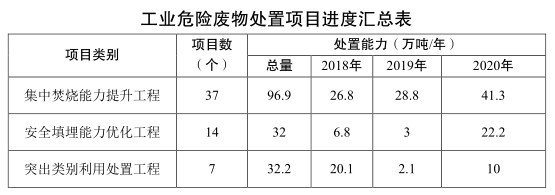 工业危险废物处置项目进度汇总表
项目类别 项目数（个） 处置能力（万吨/年）
总量 2018年 2019年 2020年
集中焚烧能力提升工程 37 96.9 26.8 28.8 41.3
安全填埋能力优化工程 14 32 6.8 3 22.2
突出类别利用处置工程 7 32.2 20.1 2.1 10